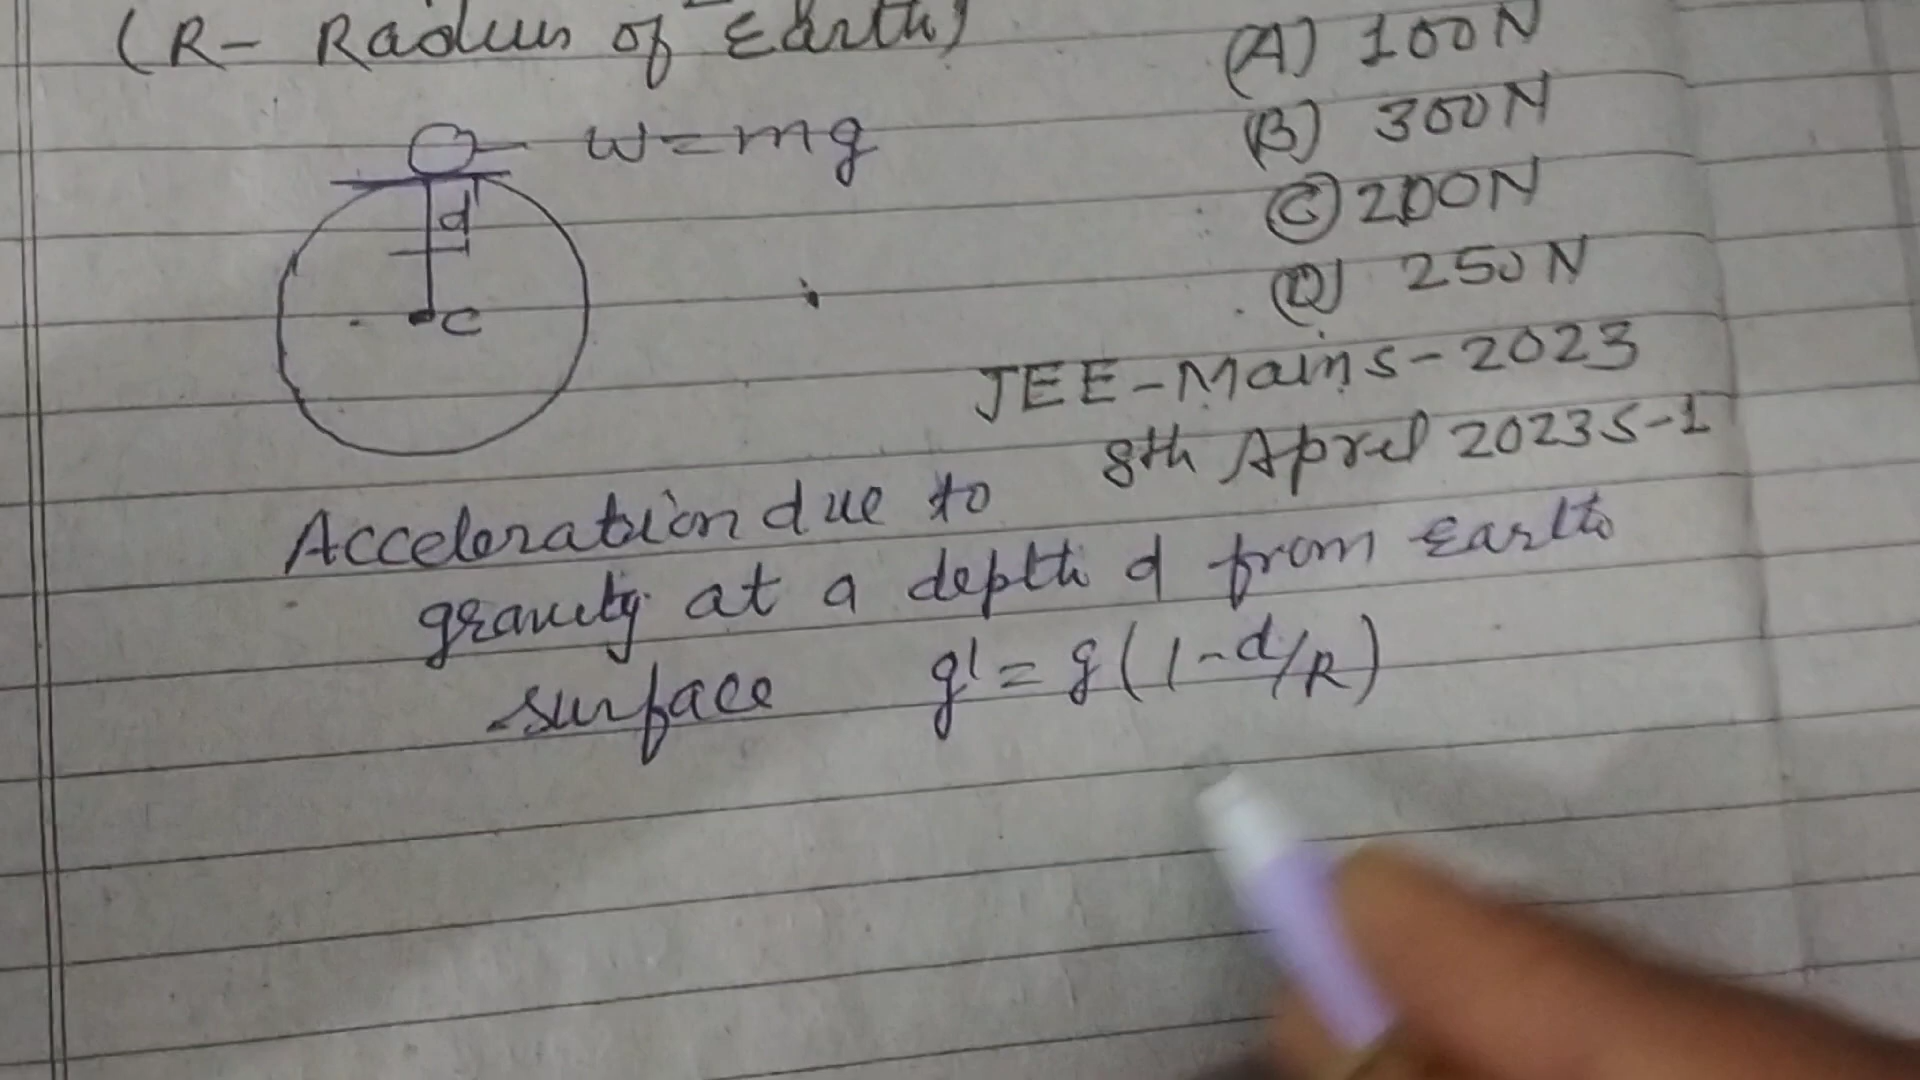 (R- Radius of Earth)
(A) 100N
(B) 300N
(C) 200N
(D) 250N
w=mg
d
C
JEE-Mains-2023
8th April 2023 S-1
Acceleration due to
gravity at a depth d from Earth
surface g' = g(1-d/R)